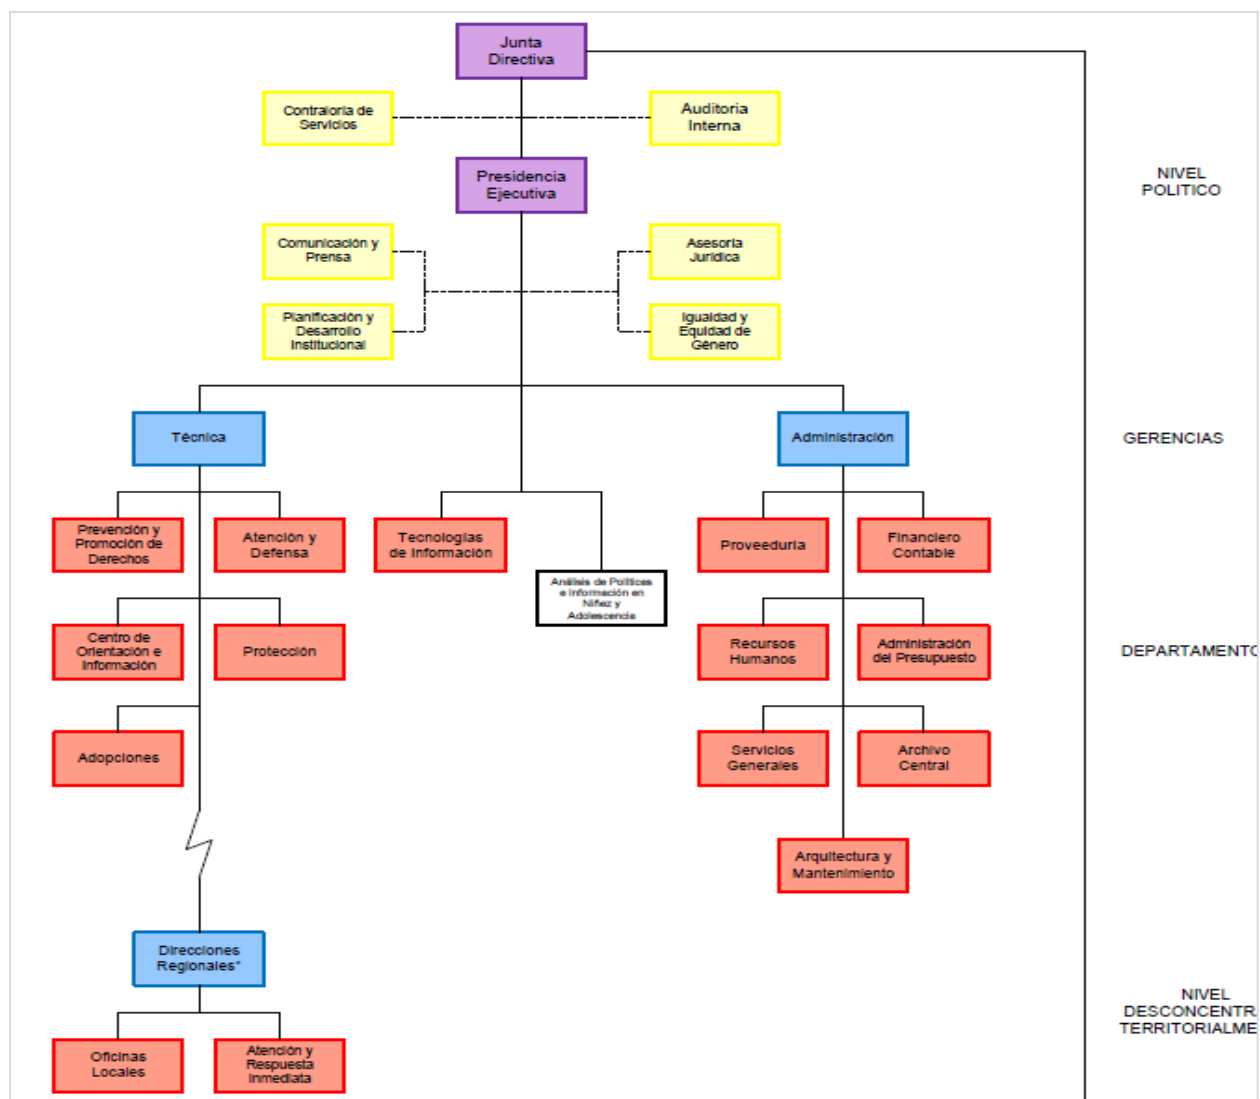 Junta
Directiva
Contraloría de
Servicios
Auditoria
Interna
Presidencia
Ejecutiva
NIVEL
POLITICO
Comunicación y
Prensa
Asesoría
Jurídica
Planificación y
Desarrollo
Institucional
Igualdad y
Equidad de
Género
Técnica
Administración
GERENCIAS
Prevención y
Promoción de
Derechos
Atención y
Defensa
Tecnologías
de Información
Análisis de Políticas
e Información en
Niñez y
Adolescencia
Proveeduría
Financiero
Contable
Centro de
Orientación e
Información
Protección
Recursos
Humanos
Administración
del Presupuesto
DEPARTAMENTO
Adopciones
Servicios
Generales
Archivo
Central
Arquitectura y
Mantenimiento
Direcciones
Regionales*
NIVEL
DESCONCENTR
TERRITORIALME
Oficinas
Locales
Atención y
Respuesta
Inmediata